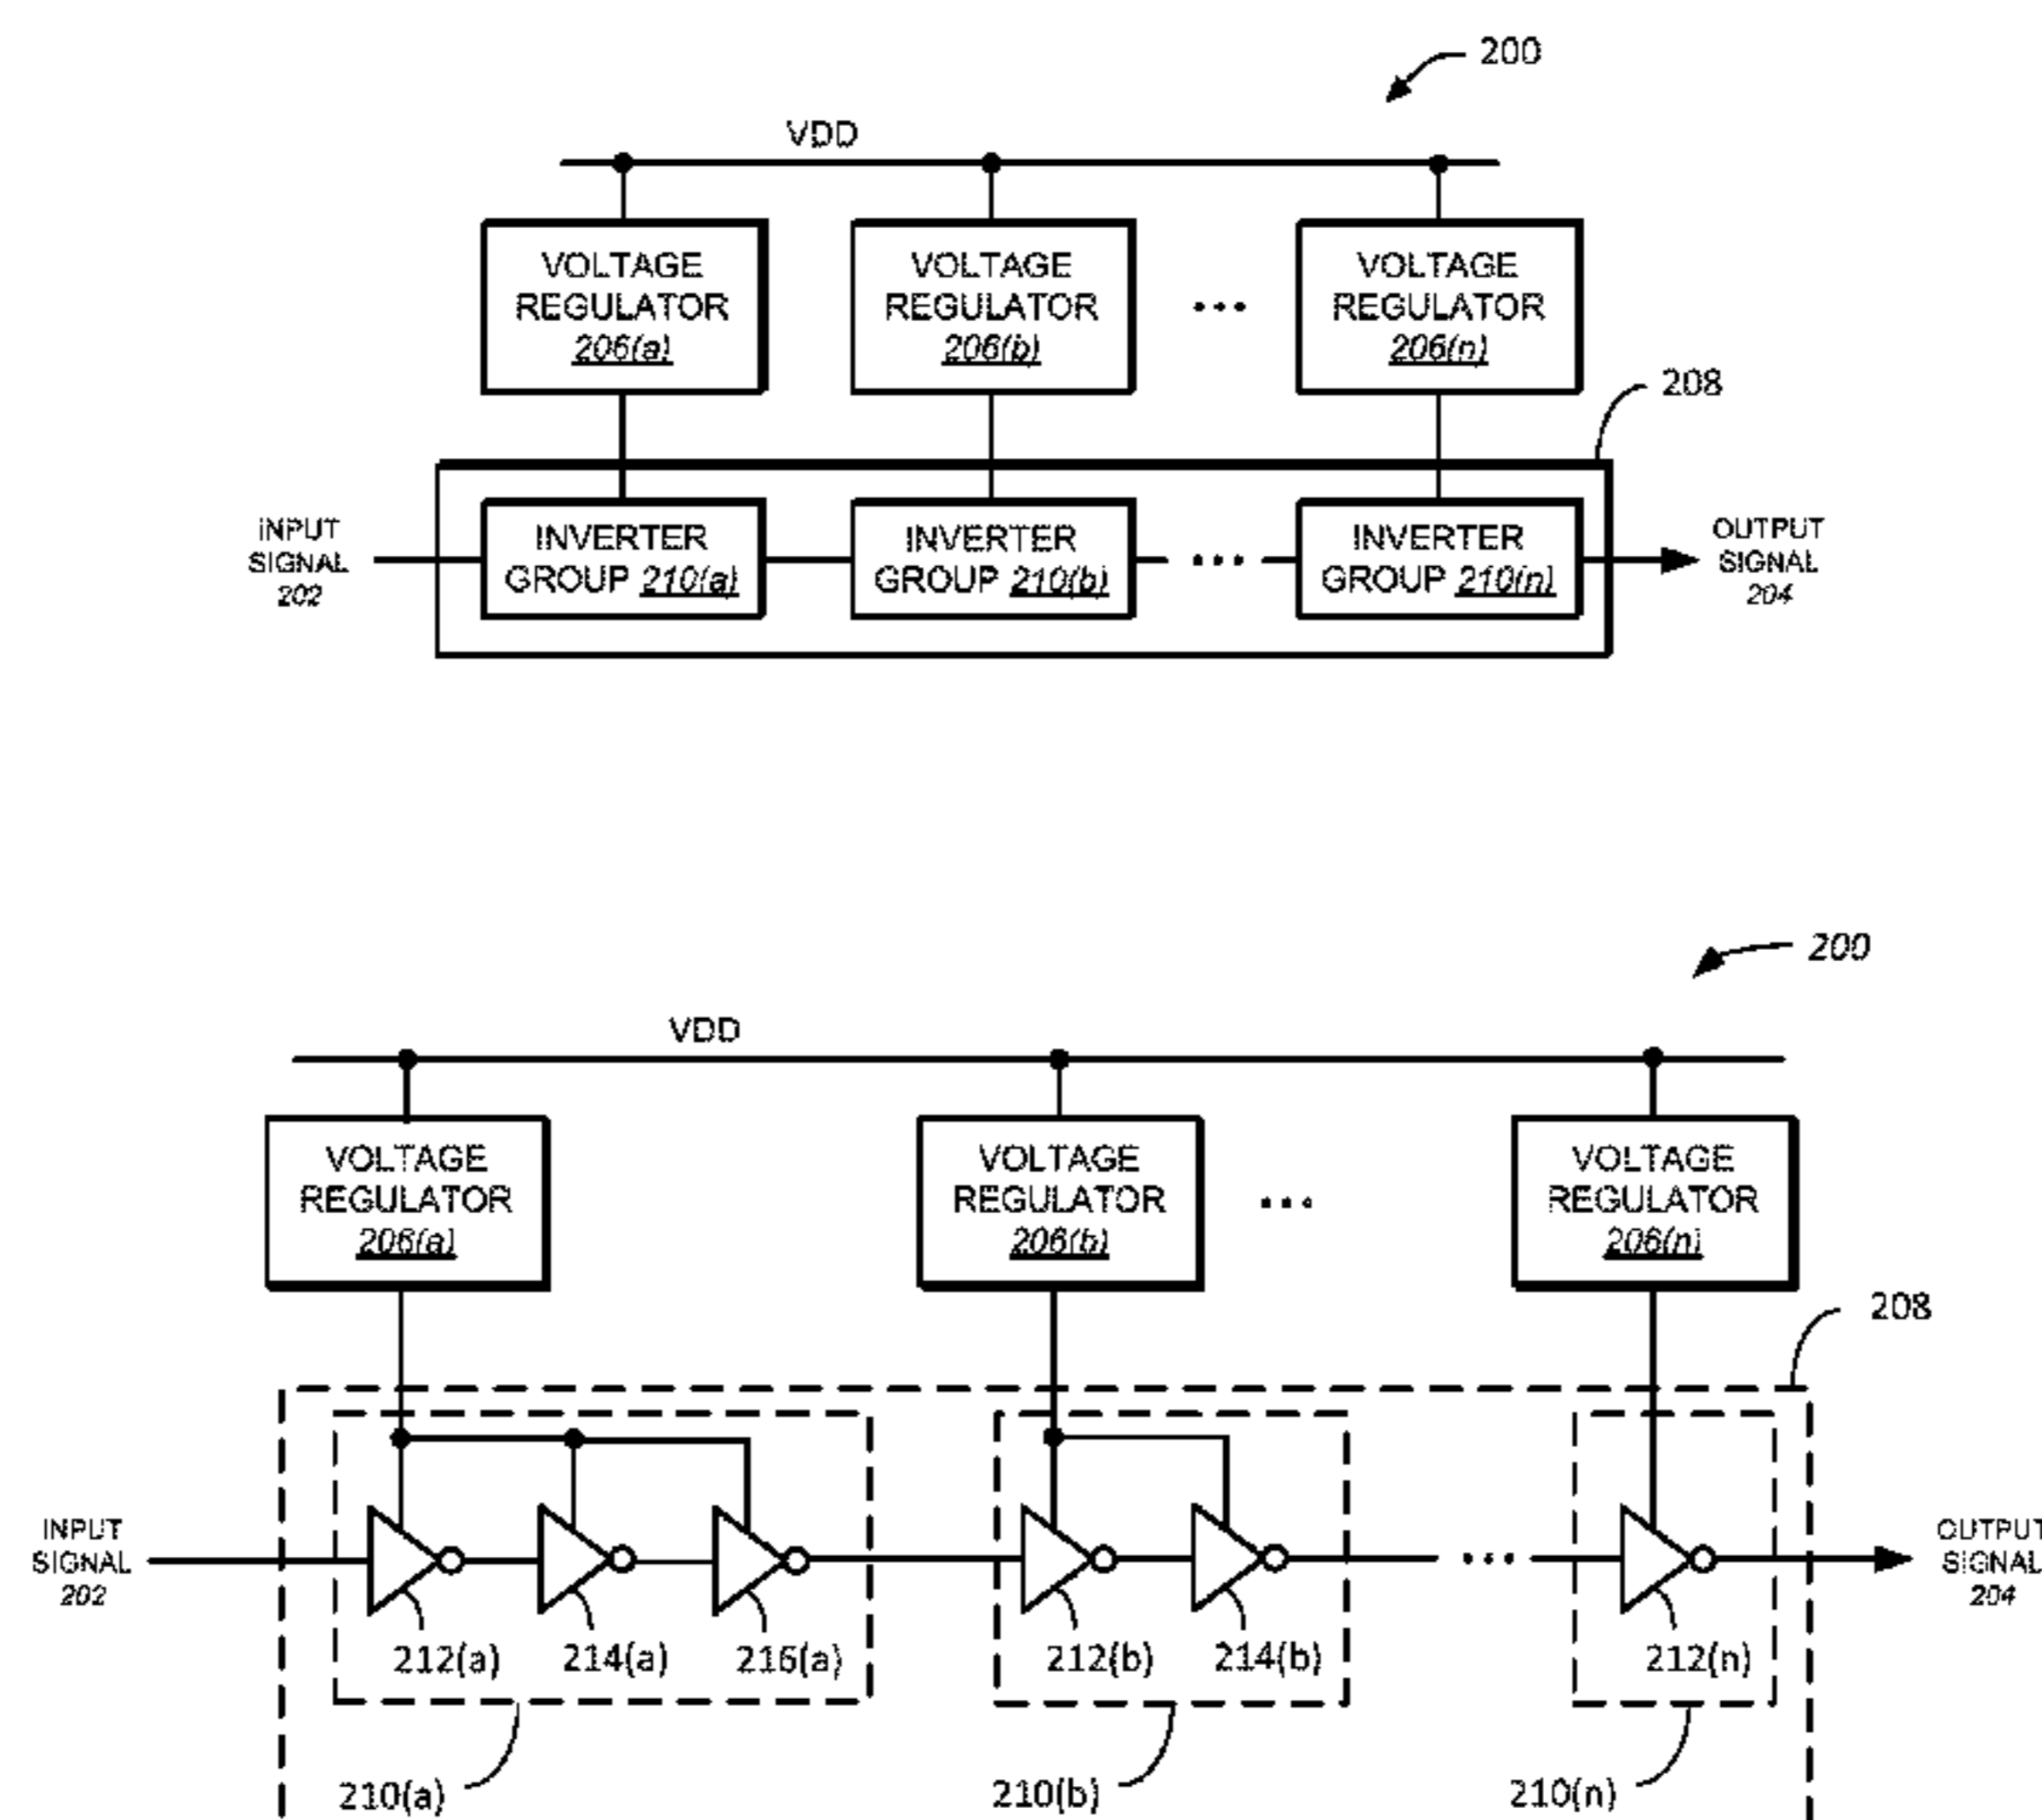 200
VDD
VOLTAGE
REGULATOR
206(a)
VOLTAGE
REGULATOR
206(b)
...
VOLTAGE
REGULATOR
206(n)
208
INPUT
SIGNAL
202
INVERTER
GROUP 210(a)
INVERTER
GROUP 210(b)
...
INVERTER
GROUP 210(n)
OUTPUT
SIGNAL
204
200
VDD
VOLTAGE
REGULATOR
206(a)
VOLTAGE
REGULATOR
206(b)
...
VOLTAGE
REGULATOR
206(n)
208
INPUT
SIGNAL
202
...
OUTPUT
SIGNAL
204
212(a)
214(a)
216(a)
212(b)
214(b)
212(n)
210(a)
210(b)
210(n)